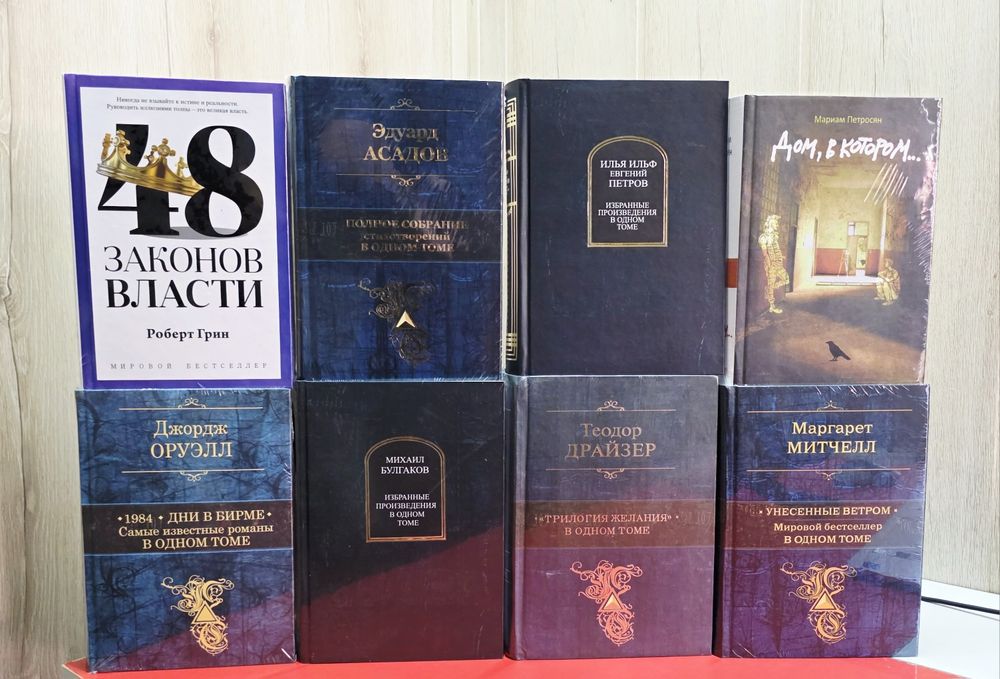 Никогда не взывайте к истине и реальности.
Руководить иллюзиями толпы – это великая власть.
48
ЗАКОНОВ
ВЛАСТИ
Роберт Грин
МИРОВОЙ БЕСТСЕЛЛЕР
Эдуард
АСАДОВ
ПОЛНОЕ СОБРАНИЕ
стихотворений
В ОДНОМ ТОМЕ
ИЛЬЯ ИЛЬФ
ЕВГЕНИЙ
ПЕТРОВ
ИЗБРАННЫЕ
ПРОИЗВЕДЕНИЯ
В ОДНОМ
ТОМЕ
Мариам Петросян
Дом, в котором...
Джордж
ОРУЭЛЛ
• 1984 • ДНИ В БИРМЕ •
Самые известные романы
В ОДНОМ ТОМЕ
МИХАИЛ
БУЛГАКОВ
ИЗБРАННЫЕ
ПРОИЗВЕДЕНИЯ
В ОДНОМ
ТОМЕ
Теодор
ДРАЙЗЕР
• «ТРИЛОГИЯ ЖЕЛАНИЯ» •
В ОДНОМ ТОМЕ
Маргарет
МИТЧЕЛЛ
• УНЕСЕННЫЕ ВЕТРОМ •
Мировой бестселлер
В ОДНОМ ТОМЕ